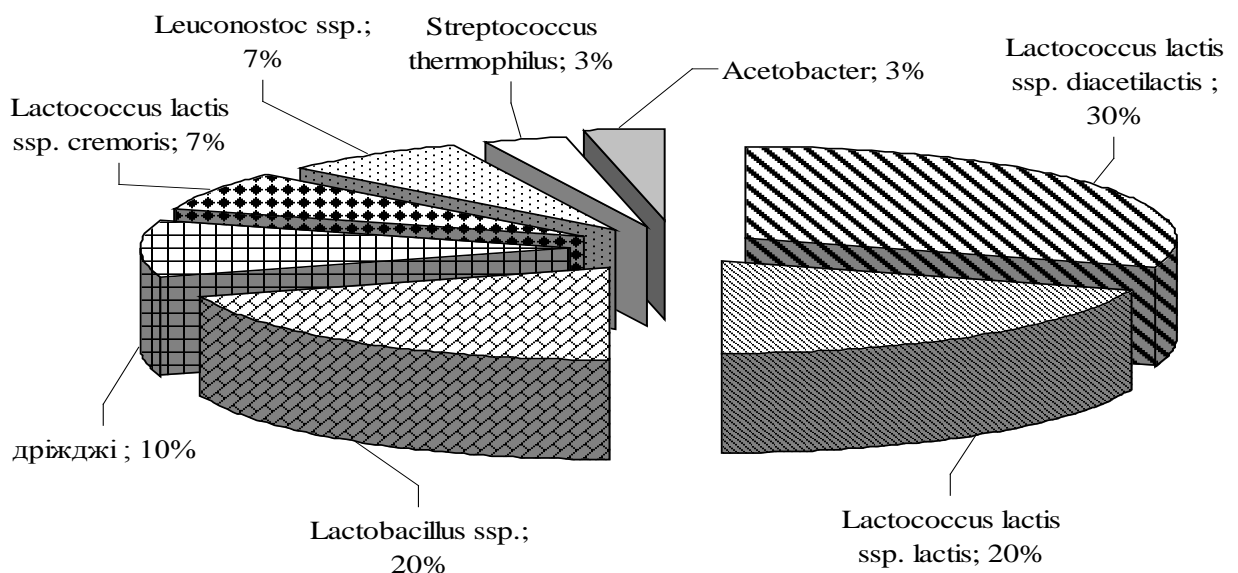 Leuconostoc ssp.;
7%
Streptococcus
thermophilus; 3%
Acetobacter; 3%
Lactococcus lactis
ssp. diacetilactis ;
30%
Lactococcus lactis
ssp. cremoris; 7%
дріжджі ; 10%
Lactobacillus ssp.;
20%
Lactococcus lactis
ssp. lactis; 20%